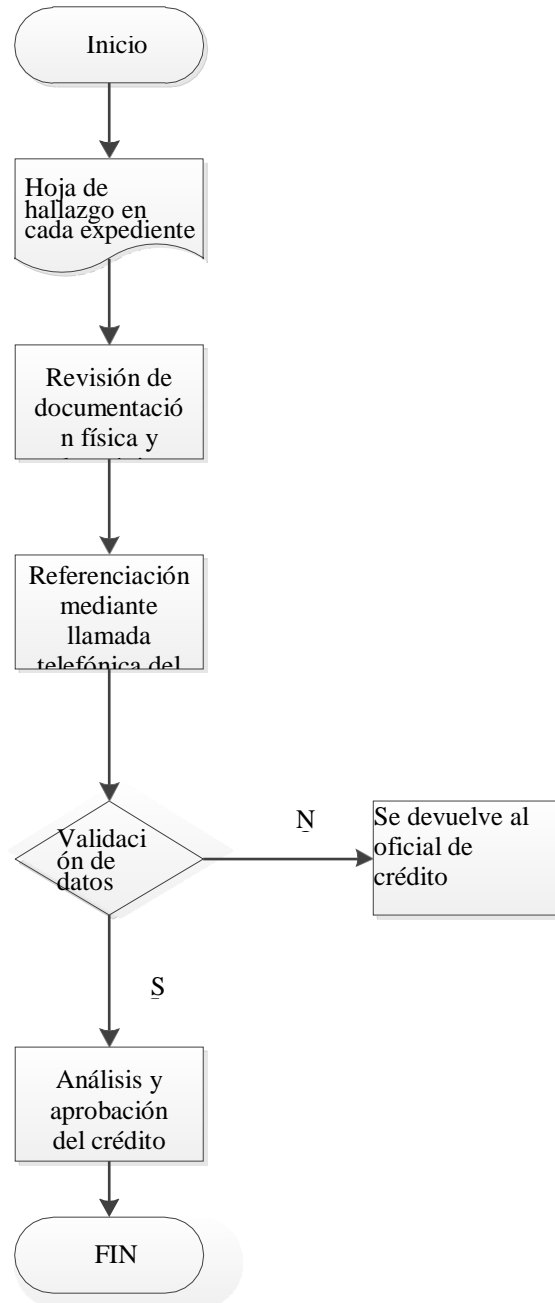 Inicio
Hoja de
hallazgo en
cada expediente
Revisión de
documentació
n física y
Referenciación
mediante
llamada
telefónica del
Validaci
ón de
datos
N
Se devuelve al
oficial de
crédito
S
Análisis y
aprobación
del crédito
FIN